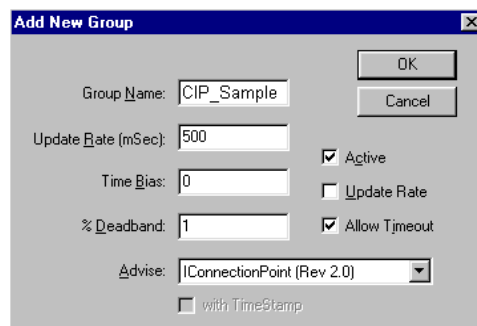 Add New Group
OK
Group Name: CIP_Sample
Cancel
Update Rate (mSec): 500
Active
Time Bias: 0
Update Rate
% Deadband: 1
Allow Timeout
Advise: IConnectionPoint (Rev 2.0)
with TimeStamp